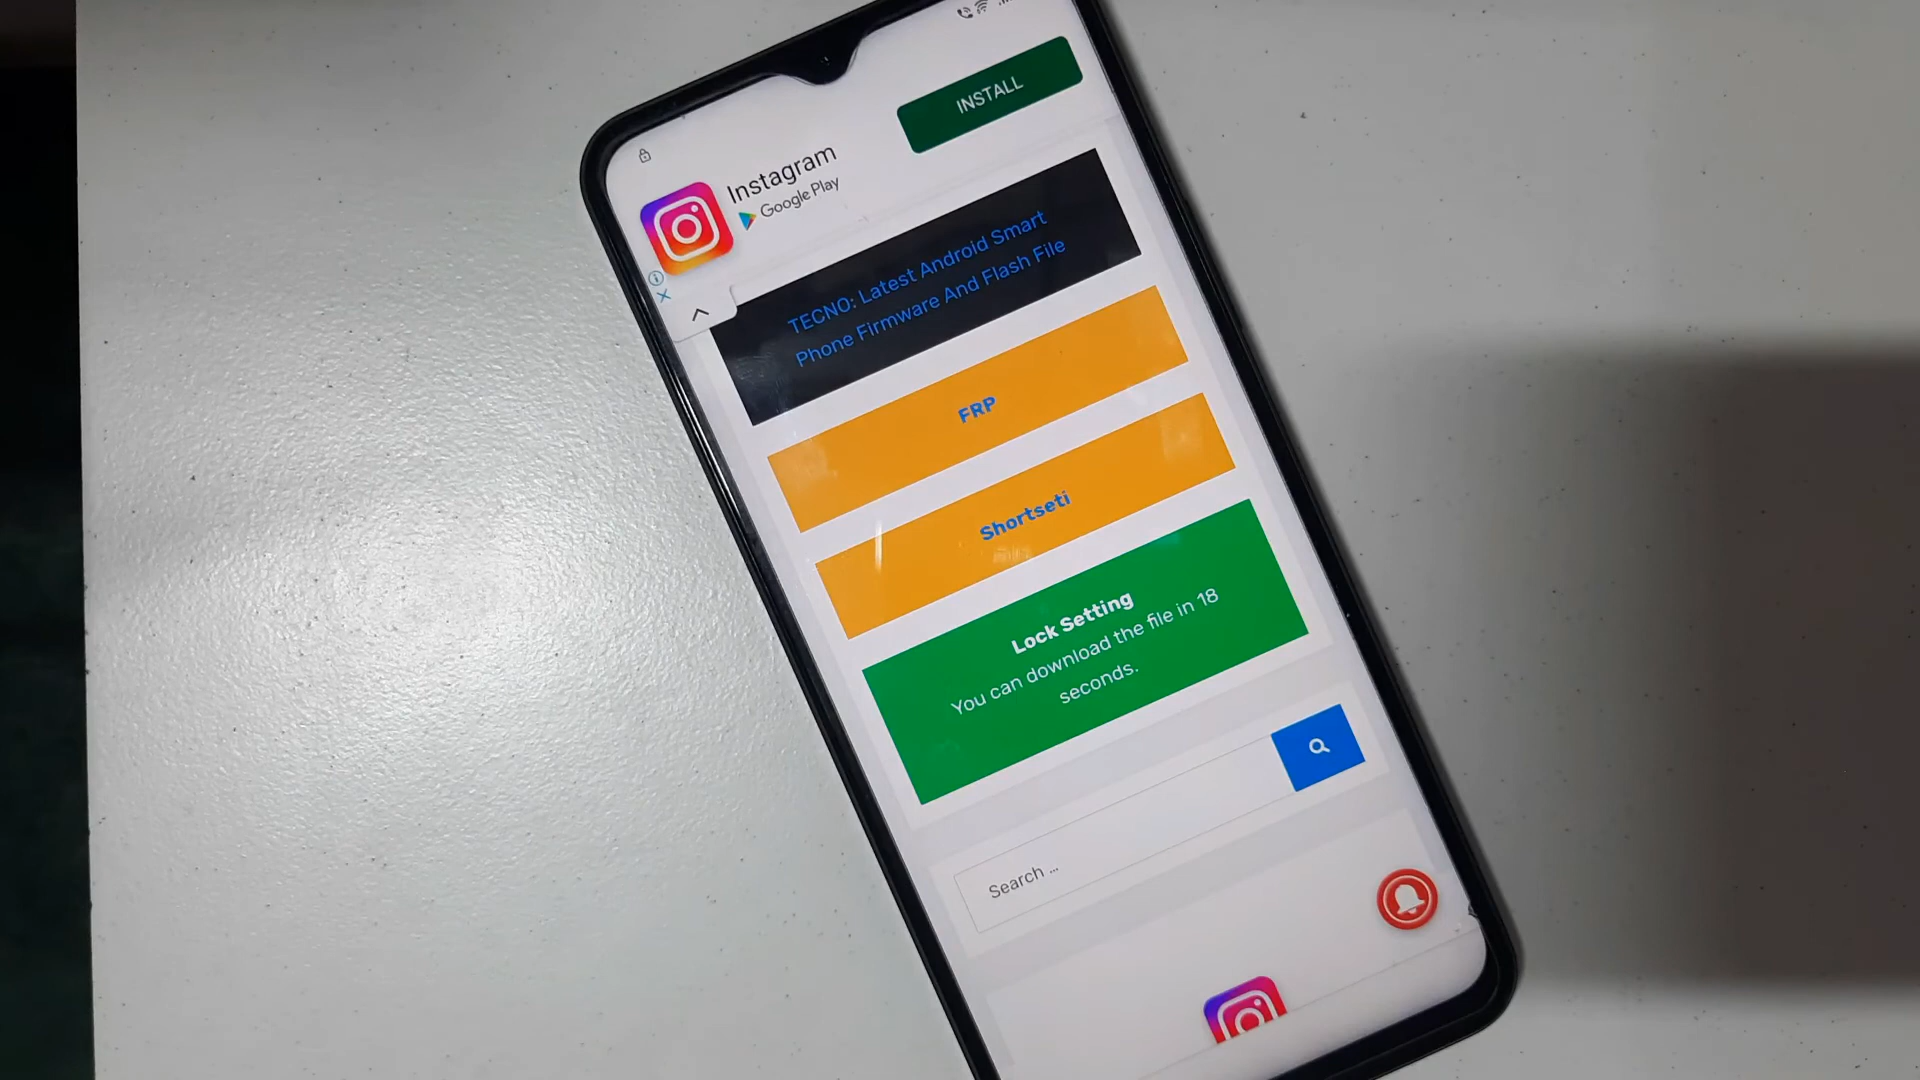 INSTALL
Instagram
Google Play
TECNO: Latest Android Smart
Phone Firmware And Flash File
FRP
Shortseti
Lock Setting
You can download the file in 18
seconds.
Search ...